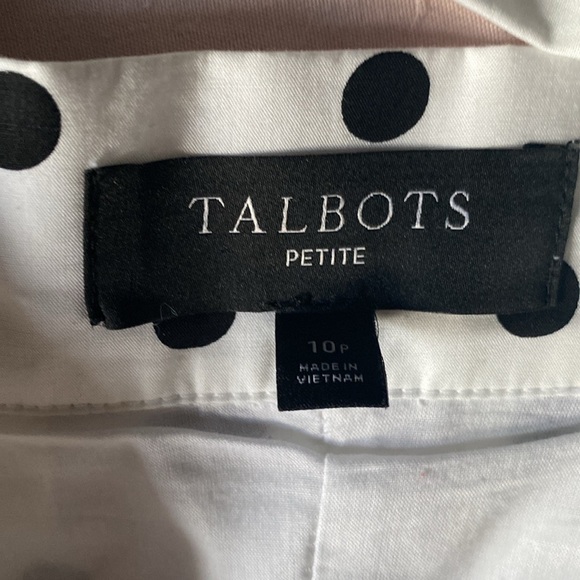 TALBOTS
PETITE
10P
MADE IN
VIETNAM